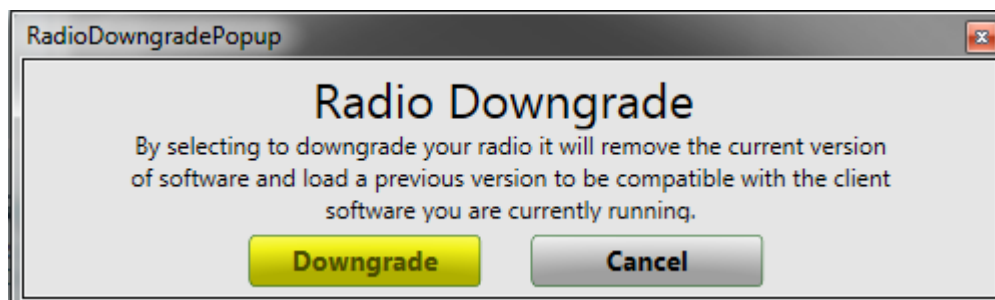 RadioDowngradePopup
Radio Downgrade
By selecting to downgrade your radio it will remove the current version
of software and load a previous version to be compatible with the client
software you are currently running.
Downgrade Cancel